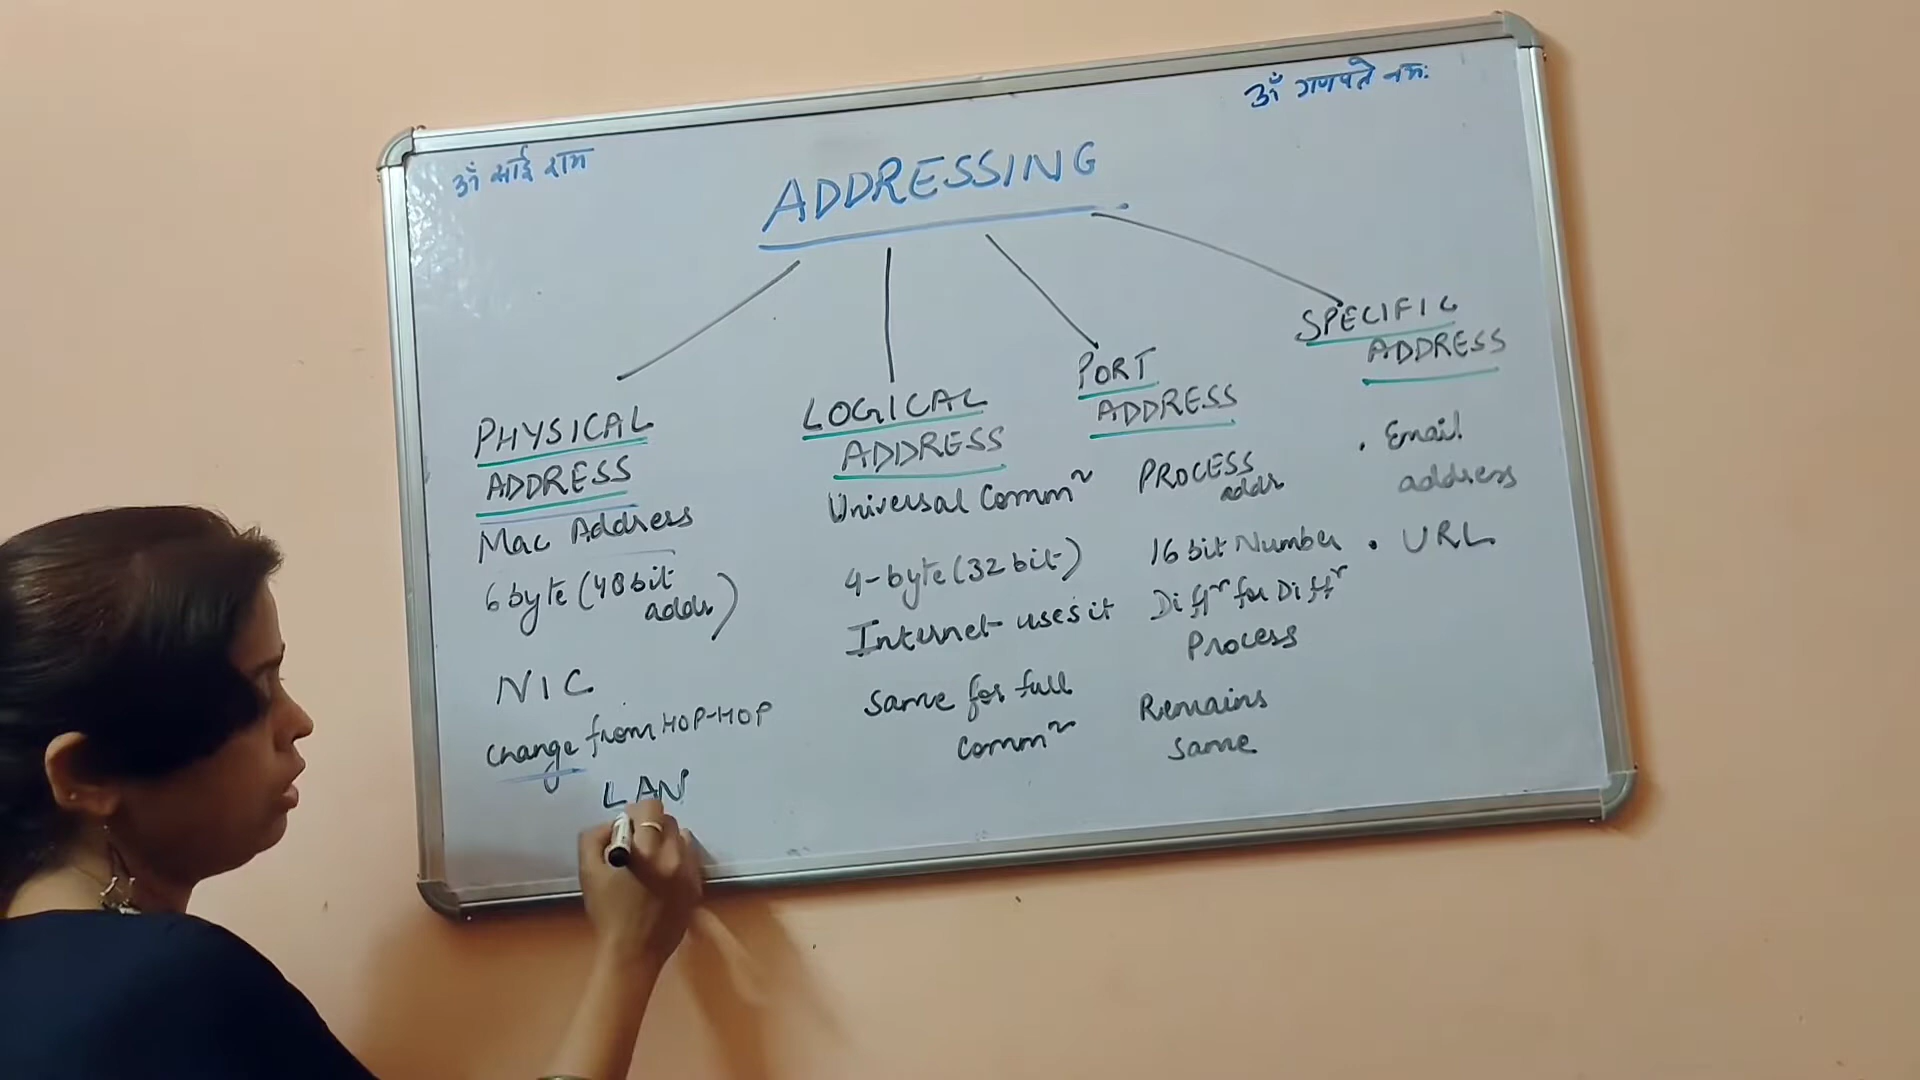 ॐ साई राम
ॐ गणपते नमः
ADDRESSING
PHYSICAL
ADDRESS
Mac Address
6 byte (48 bit
addr)
NIC
change from HOP-HOP
LAN
LOGICAL
ADDRESS
Universal Commⁿ
4-byte (32 bit)
Internet uses it
Same for full
Commⁿ
PORT
ADDRESS
PROCESS
addr
16 bit Number
Diffʳ for Diffʳ
Process
Remains
same
SPECIFIC
ADDRESS
. Email
address
. URL